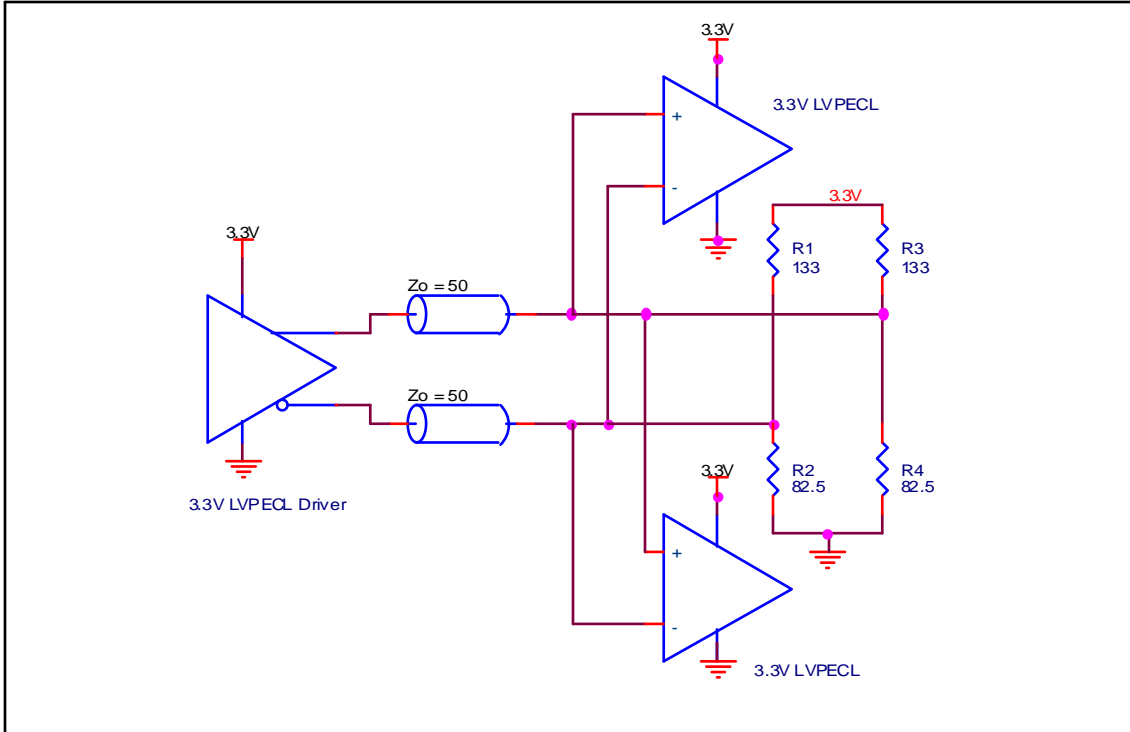 3.3V
3.3V LVPECL
+
-
3.3V
R1
133
R3
133
3.3V
Zo = 50
Zo = 50
3.3V LVPECL Driver
3.3V
R2
82.5
R4
82.5
+
-
3.3V LVPECL